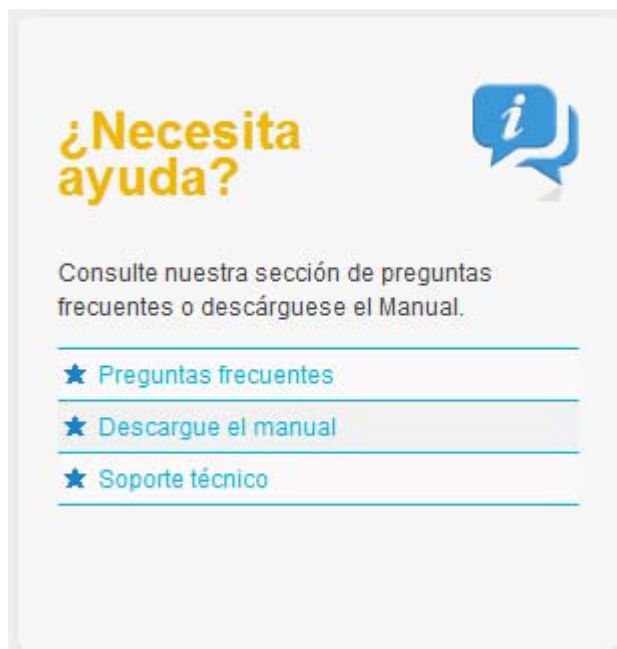 ¿Necesita
ayuda?
Consulte nuestra sección de preguntas
frecuentes o descárguese el Manual.
Preguntas frecuentes
Descargue el manual
Soporte técnico